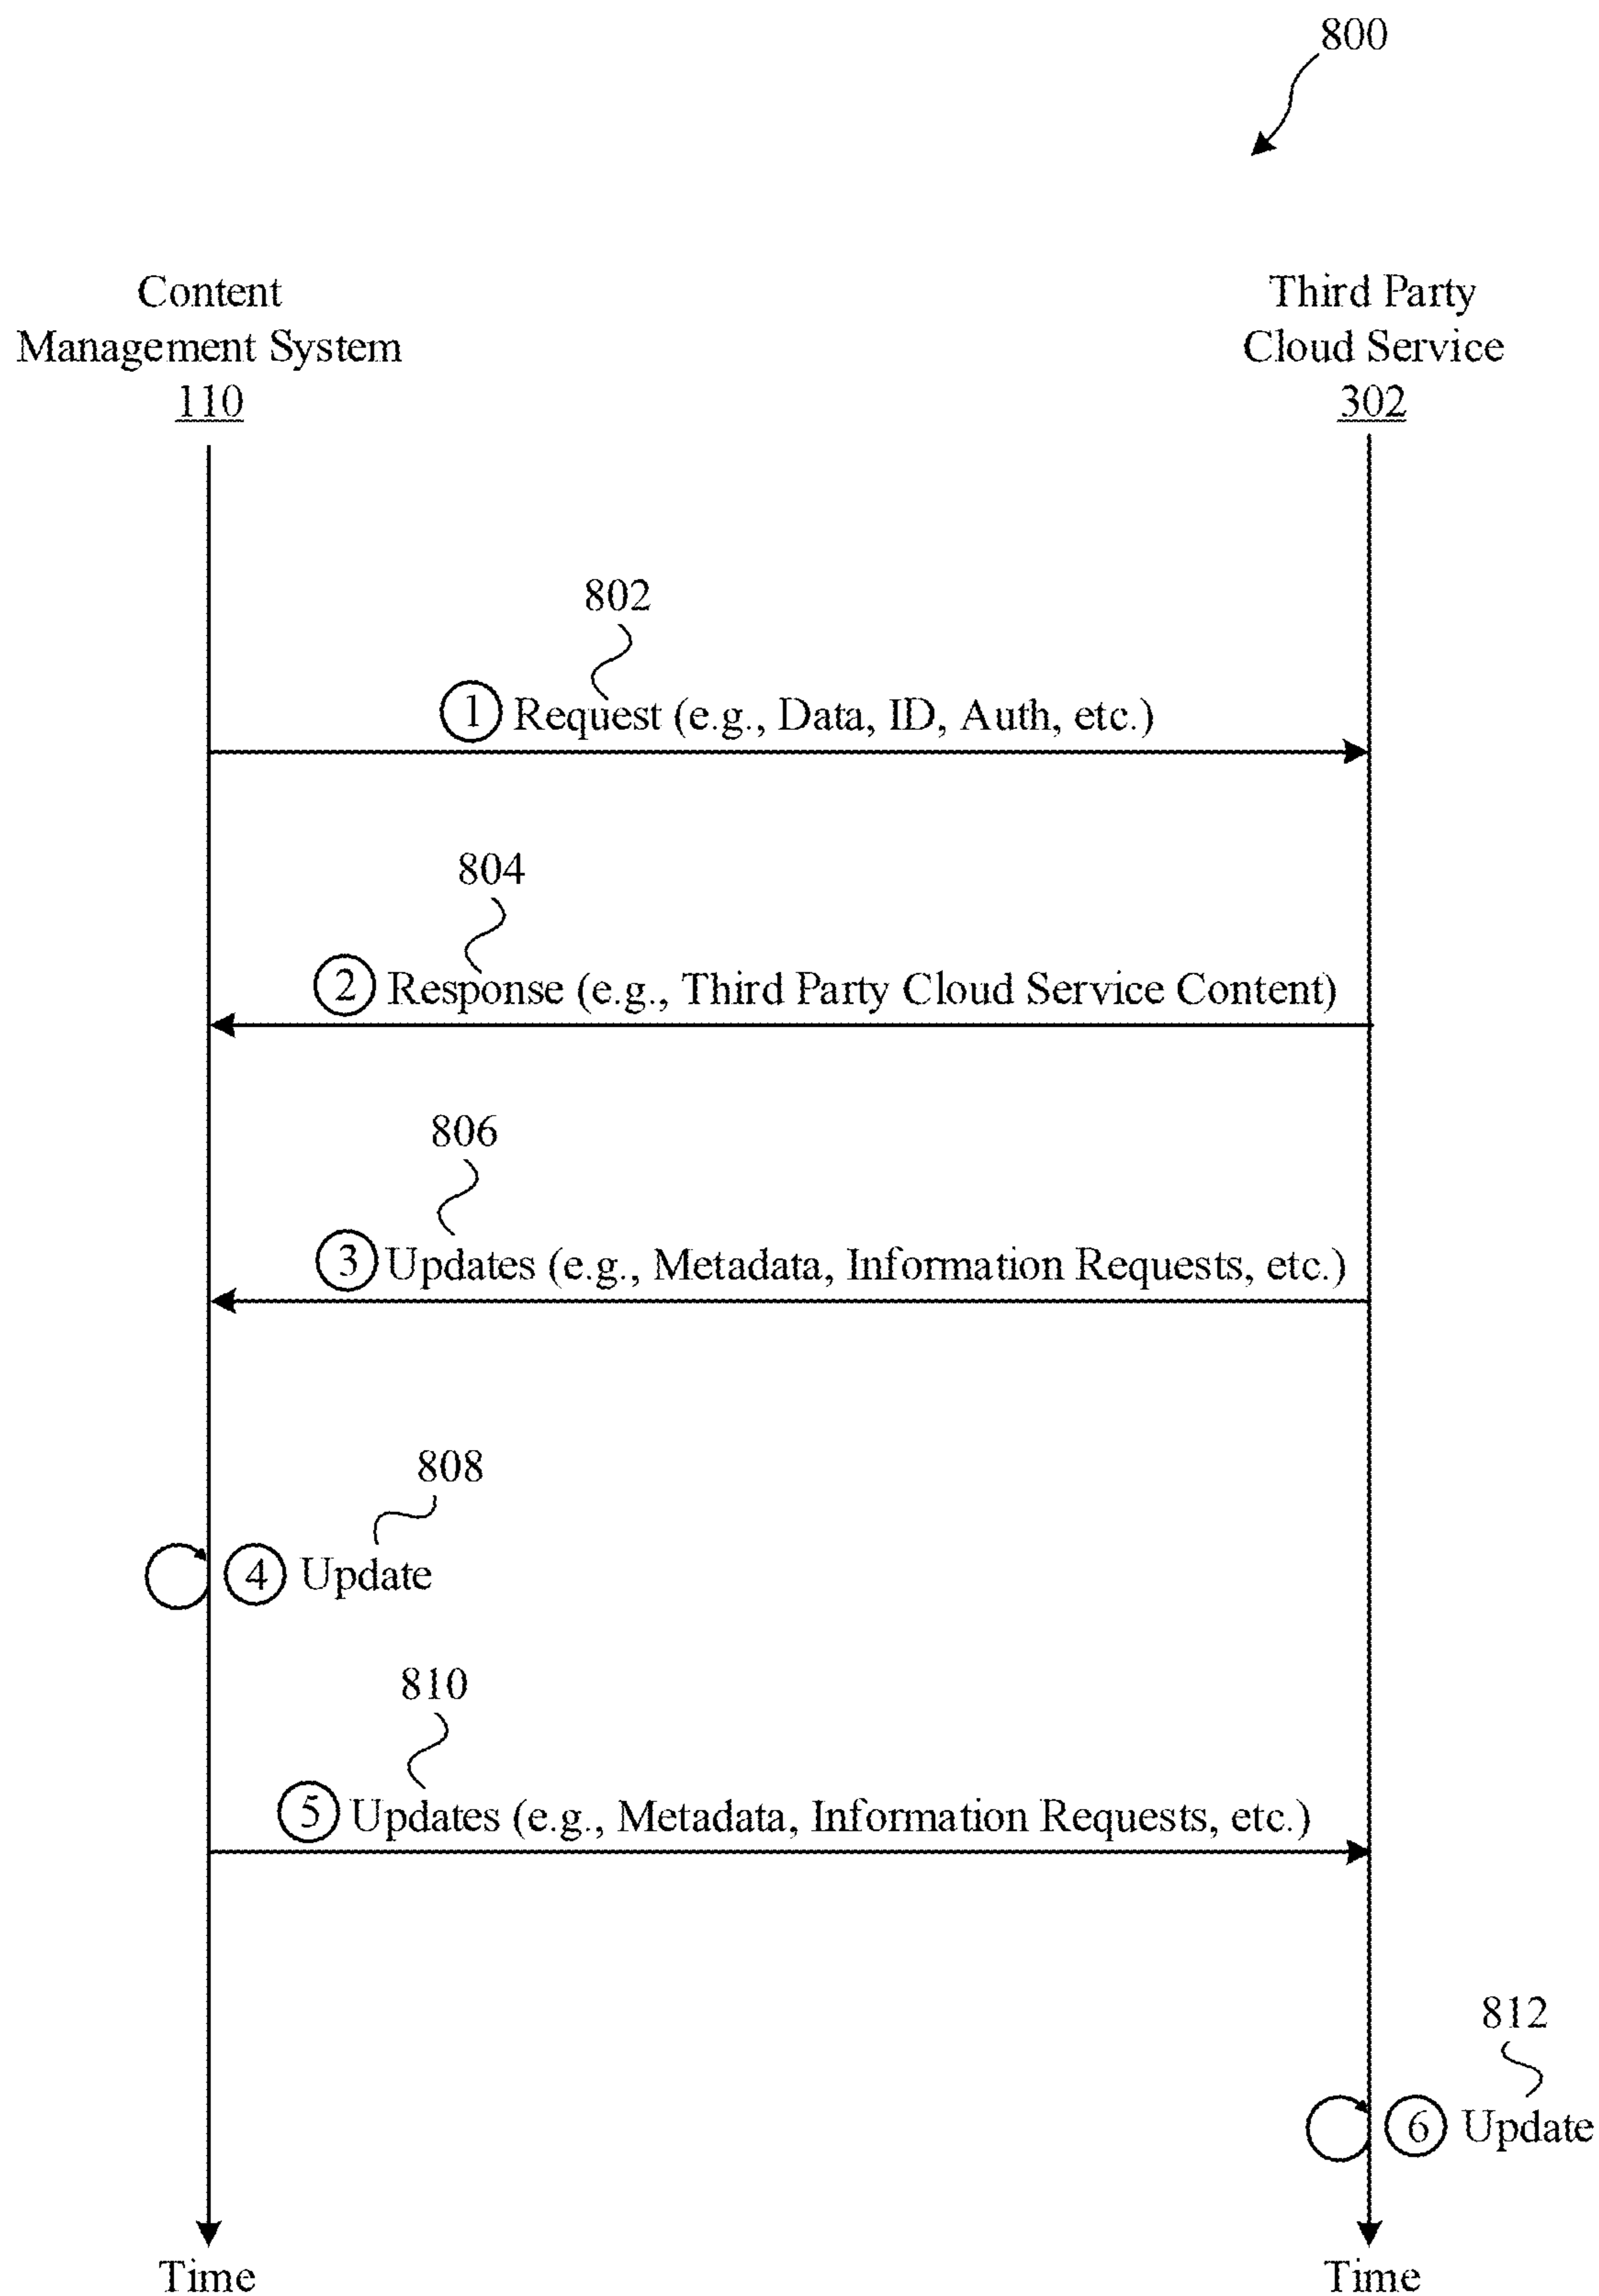 800
Content
Management System
110
Third Party
Cloud Service
302
802
1 Request (e.g., Data, ID, Auth, etc.)
804
2 Response (e.g., Third Party Cloud Service Content)
806
3 Updates (e.g., Metadata, Information Requests, etc.)
808
4 Update
810
5 Updates (e.g., Metadata, Information Requests, etc.)
812
6 Update
Time
Time